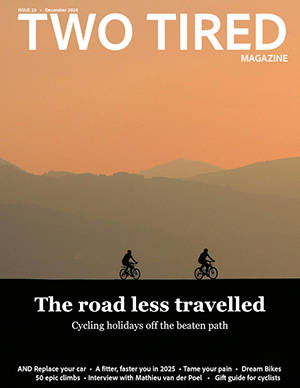 ISSUE 23 • December 2024
TWO TIRED
MAGAZINE
The road less travelled
Cycling holidays off the beaten path
AND Replace your car • A fitter, faster you in 2025 • Tame your pain • Dream Bikes
50 epic climbs • Interview with Mathieu van der Poel • Gift guide for cyclists